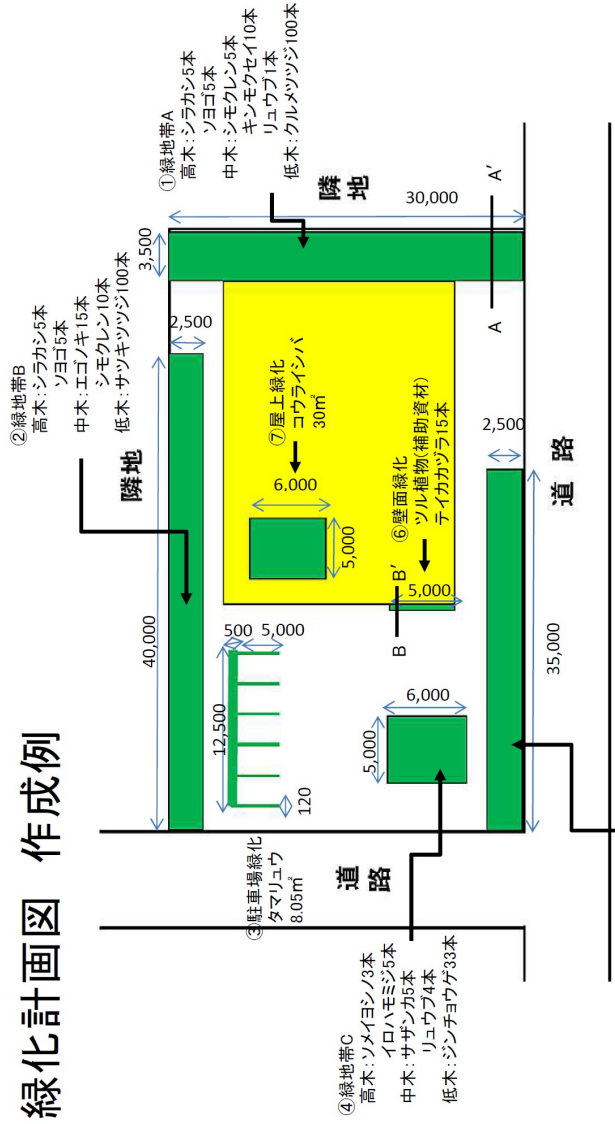 緑化計画図 作成例
②緑地帯B
高木:シラカシ5本
ソヨゴ5本
中木:エゴノキ15本
シモクレン10本
低木:サツキツツジ100本
①緑地帯A
高木:シラカシ5本
ソヨゴ5本
中木:シモクレン5本
キンモクセイ10本
リュウブ1本
低木:クルメツツジ100本
隣地
40,000
2,500
3,500
隣地
30,000
③駐車場緑化
タマリュウ
8.05㎡
12,500
500
5,000
120
⑦屋上緑化
コウライシバ
30㎡
6,000
5,000
⑥壁面緑化
ツル植物(補助資材)
テイカカヅラ15本
B
B'
5,000
A
A'
道路
④緑地帯C
高木:ソメイヨシノ3本
イロハモミジ5本
中木:サザンカ5本
リュウブ4本
低木:ジンチョウゲ33本
5,000
6,000
2,500
35,000
道路